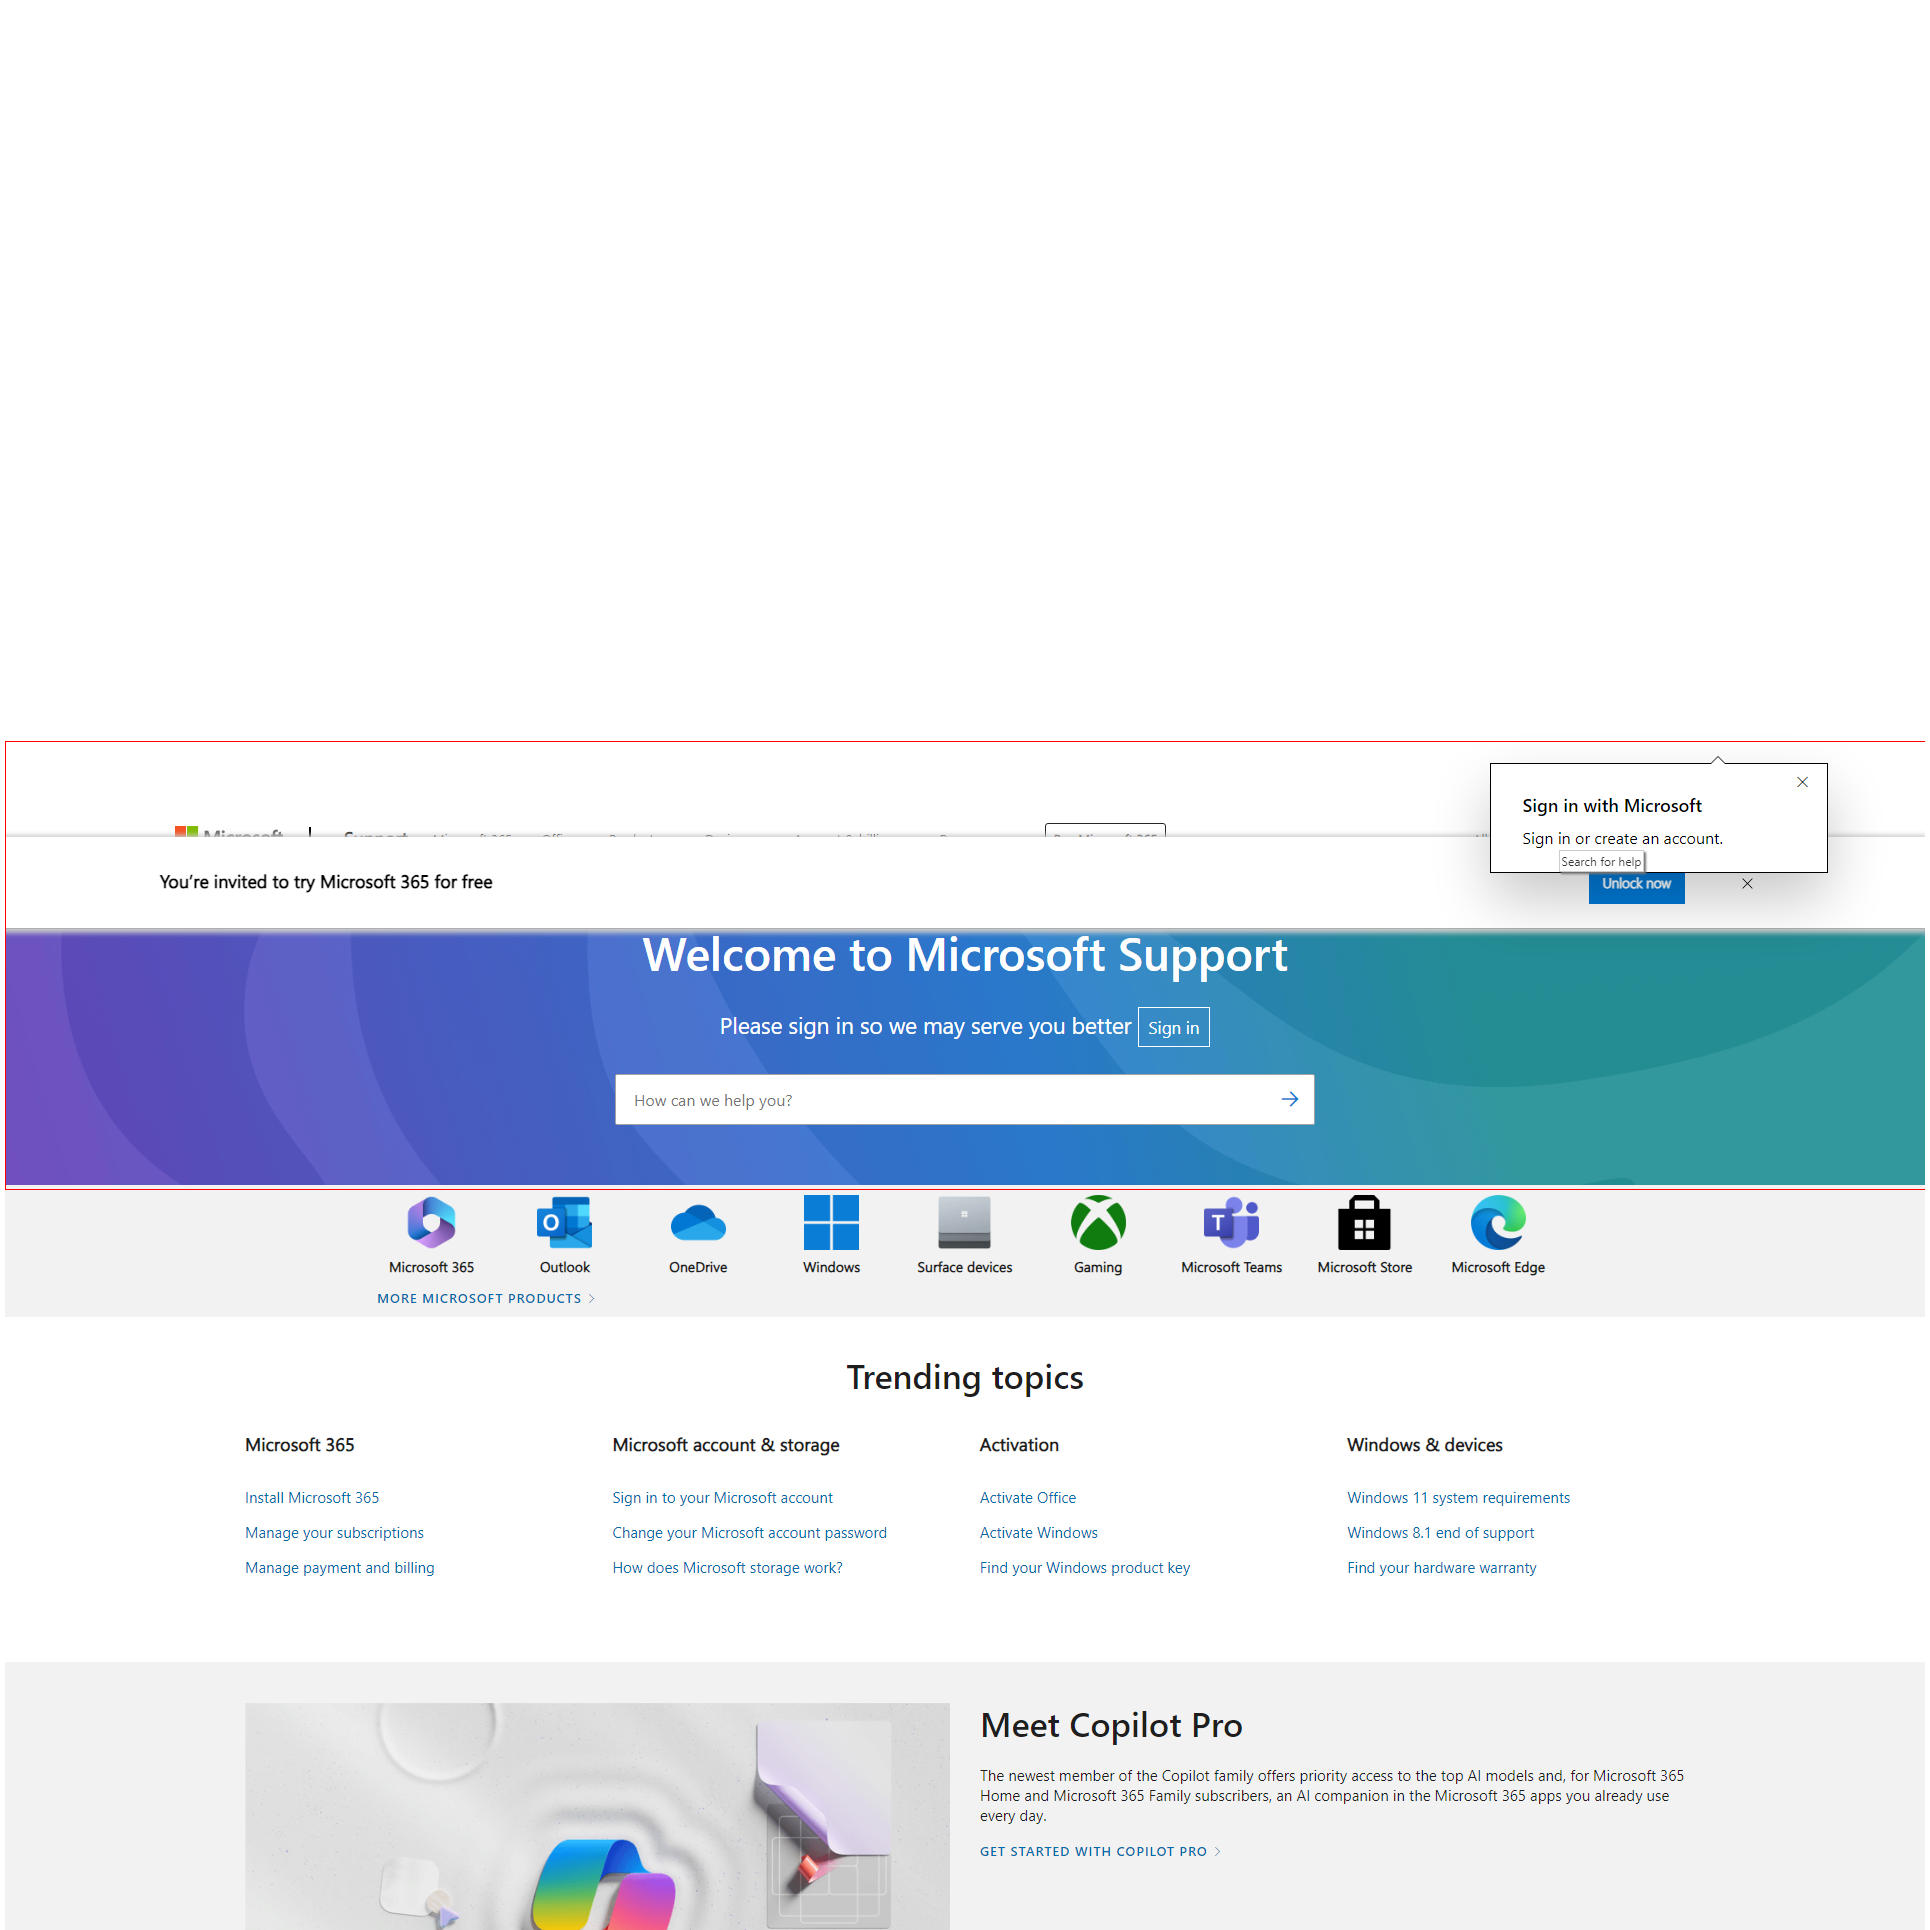 Sign in with Microsoft
Sign in or create an account.
Search for help
Microsoft
Support
You're invited to try Microsoft 365 for free
Unlock now
Welcome to Microsoft Support
Please sign in so we may serve you better Sign in
How can we help you?
Microsoft 365
Outlook
OneDrive
Windows
Surface devices
Gaming
Microsoft Teams
Microsoft Store
Microsoft Edge
MORE MICROSOFT PRODUCTS
Trending topics
Microsoft 365
Install Microsoft 365
Manage your subscriptions
Manage payment and billing
Microsoft account & storage
Sign in to your Microsoft account
Change your Microsoft account password
How does Microsoft storage work?
Activation
Activate Office
Activate Windows
Find your Windows product key
Windows & devices
Windows 11 system requirements
Windows 8.1 end of support
Find your hardware warranty
Meet Copilot Pro
The newest member of the Copilot family offers priority access to the top AI models and, for Microsoft 365
Home and Microsoft 365 Family subscribers, an AI companion in the Microsoft 365 apps you already use
every day.
GET STARTED WITH COPILOT PRO